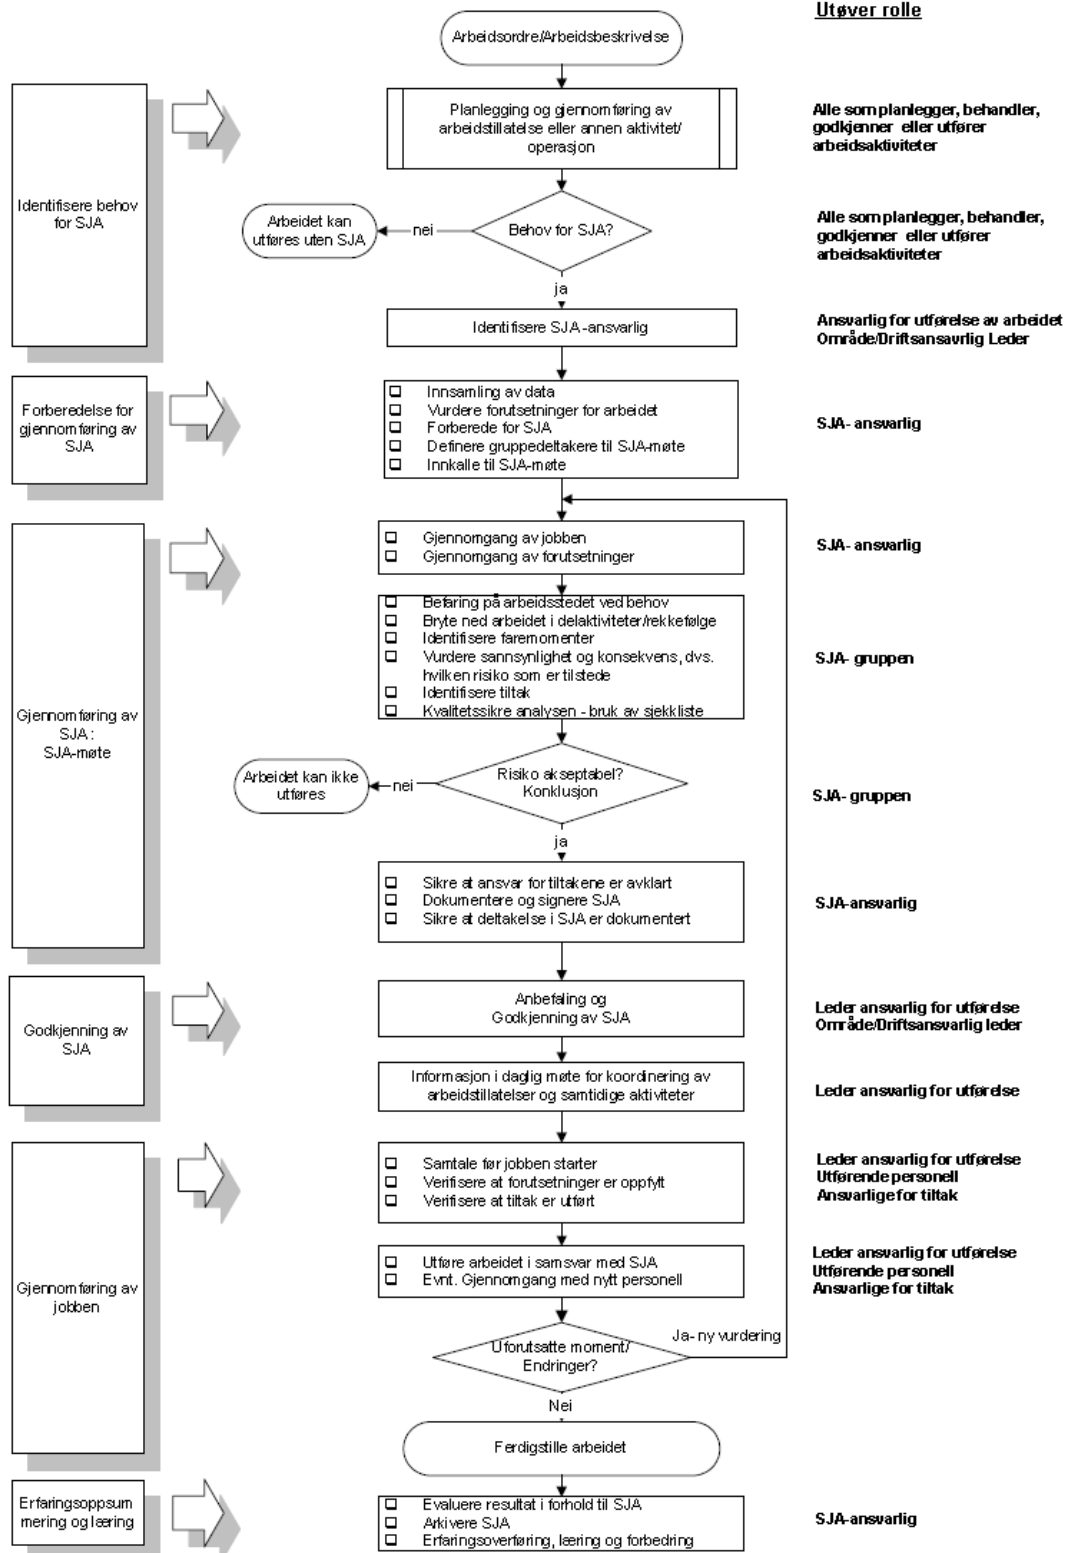 Utøver rolle
Arbeidsordre/Arbeidsbeskrivelse
Identifisere behov
for SJA
Planlegging og gjennomføring av
arbeidstillatelse eller annen aktivitet/
operasjon
Alle som planlegger, behandler,
godkjenner eller utfører
arbeidsaktiviteter
Arbeidet kan
utføres uten SJA
nei
Behov for SJA?
Alle som planlegger, behandler,
godkjenner eller utfører
arbeidsaktiviteter
ja
Identifisere SJA-ansvarlig
Ansvarlig for utførelse av arbeidet
Område/Driftsansavrlig Leder
Forberedelse for
gjennomføring av
SJA
Innsamling av data
Vurdere forutsetninger for arbeidet
Forberede for SJA
Definere gruppedeltakere til SJA-møte
Innkalle til SJA-møte
SJA- ansvarlig
Gjennomføring av
SJA:
SJA-møte
Gjennomgang av jobben
Gjennomgang av forutsetninger
SJA- ansvarlig
Befaring på arbeidsstedet ved behov
Bryte ned arbeidet i delaktiviteter/rekkefølge
Identifisere faremomenter
Vurdere sannsynlighet og konsekvens, dvs.
hvilken risiko som er tilstede
Identifisere tiltak
Kvalitetssikre analysen - bruk av sjekkliste
SJA- gruppen
Arbeidet kan ikke
utføres
nei
Risiko akseptabel?
Konklusjon
SJA- gruppen
ja
Sikre at ansvar for tiltakene er avklart
Dokumentere og signere SJA
Sikre at deltakelse i SJA er dokumentert
SJA-ansvarlig
Godkjenning av
SJA
Anbefaling og
Godkjenning av SJA
Leder ansvarlig for utførelse
Område/Driftsansvarlig leder
Informasjon i daglig møte for koordinering av
arbeidstillatelser og samtidige aktiviteter
Leder ansvarlig for utførelse
Gjennomføring av
jobben
Samtale før jobben starter
Verifisere at forutsetninger er oppfytt
Verifisere at tiltak er utført
Leder ansvarlig for utførelse
Utførende personell
Ansvarlige for tiltak
Utføre arbeidet i samsvar med SJA
Evnt. Gjennomgang med nytt personell
Leder ansvarlig for utførelse
Utførende personell
Ansvarlige for tiltak
Uforutsatte moment/
Endringer?
Ja- ny vurdering
Nei
Ferdigstille arbeidet
Erfaringsoppsum
mering og læring
Evaluere resultat i forhold til SJA
Arkivere SJA
Erfaringsoverføring, læring og forbedring
SJA-ansvarlig